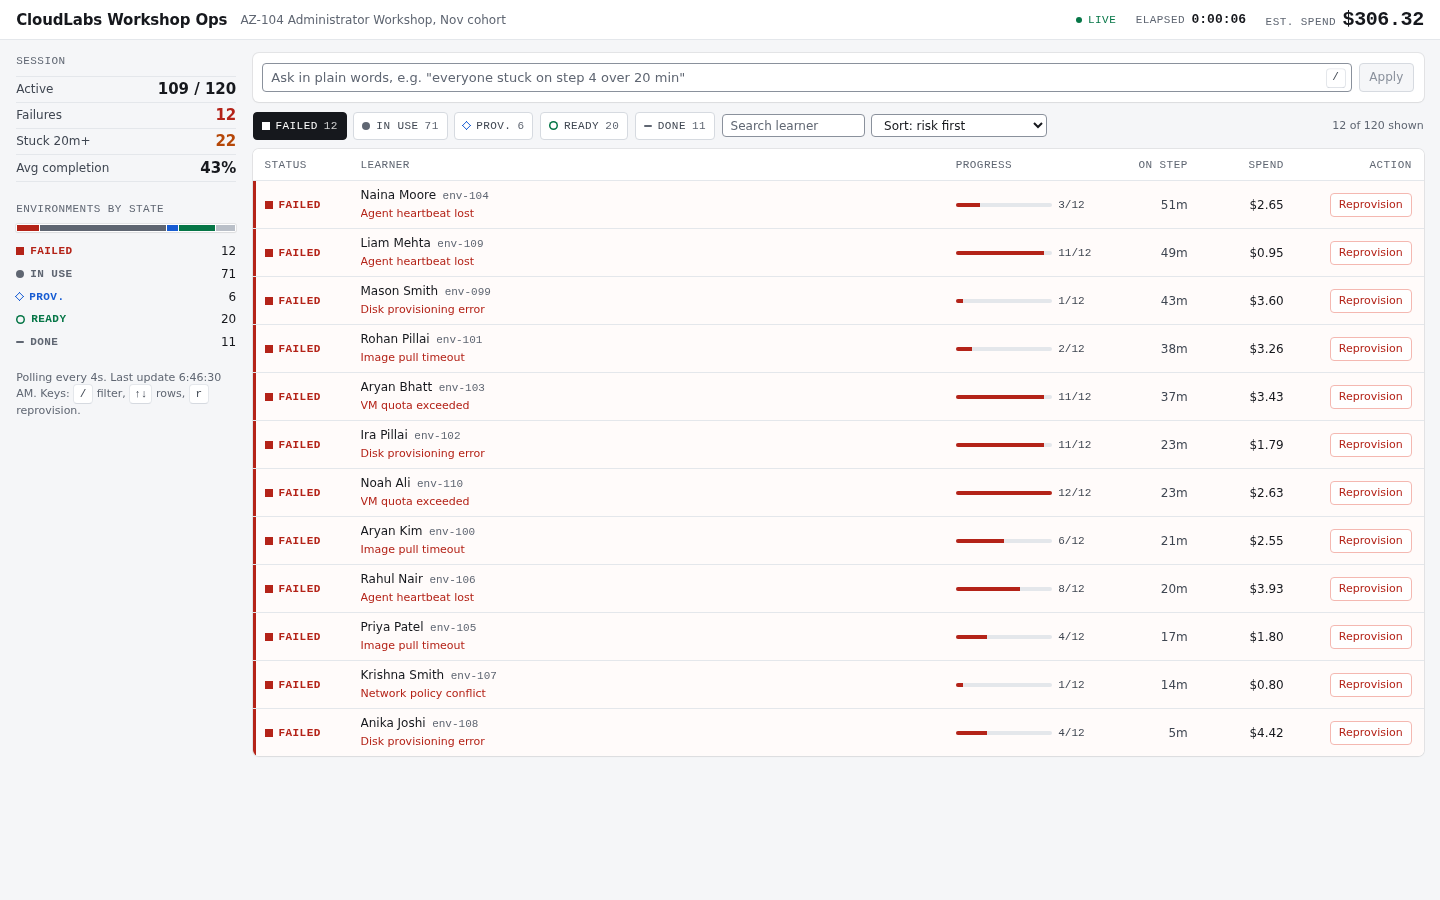 CloudLabs Workshop Ops AZ-104 Administrator Workshop, Nov cohort LIVE ELAPSED 0:00:06 EST. SPEND $306.32
SESSION
Active 109 / 120
Failures 12
Stuck 20m+ 22
Avg completion 43%
ENVIRONMENTS BY STATE
FAILED 12
IN USE 71
PROV. 6
READY 20
DONE 11
Polling every 4s. Last update 6:46:30
AM. Keys: / filter, ↑↓ rows, r
reprovision.
Ask in plain words, e.g. "everyone stuck on step 4 over 20 min" / Apply
FAILED 12 IN USE 71 PROV. 6 READY 20 DONE 11 Search learner Sort: risk first 12 of 120 shown
STATUS LEARNER PROGRESS ON STEP SPEND ACTION
FAILED Naina Moore env-104 3/12 51m $2.65 Reprovision
Agent heartbeat lost
FAILED Liam Mehta env-109 11/12 49m $0.95 Reprovision
Agent heartbeat lost
FAILED Mason Smith env-099 1/12 43m $3.60 Reprovision
Disk provisioning error
FAILED Rohan Pillai env-101 2/12 38m $3.26 Reprovision
Image pull timeout
FAILED Aryan Bhatt env-103 11/12 37m $3.43 Reprovision
VM quota exceeded
FAILED Ira Pillai env-102 11/12 23m $1.79 Reprovision
Disk provisioning error
FAILED Noah Ali env-110 12/12 23m $2.63 Reprovision
VM quota exceeded
FAILED Aryan Kim env-100 6/12 21m $2.55 Reprovision
Image pull timeout
FAILED Rahul Nair env-106 8/12 20m $3.93 Reprovision
Agent heartbeat lost
FAILED Priya Patel env-105 4/12 17m $1.80 Reprovision
Image pull timeout
FAILED Krishna Smith env-107 1/12 14m $0.80 Reprovision
Network policy conflict
FAILED Anika Joshi env-108 4/12 5m $4.42 Reprovision
Disk provisioning error